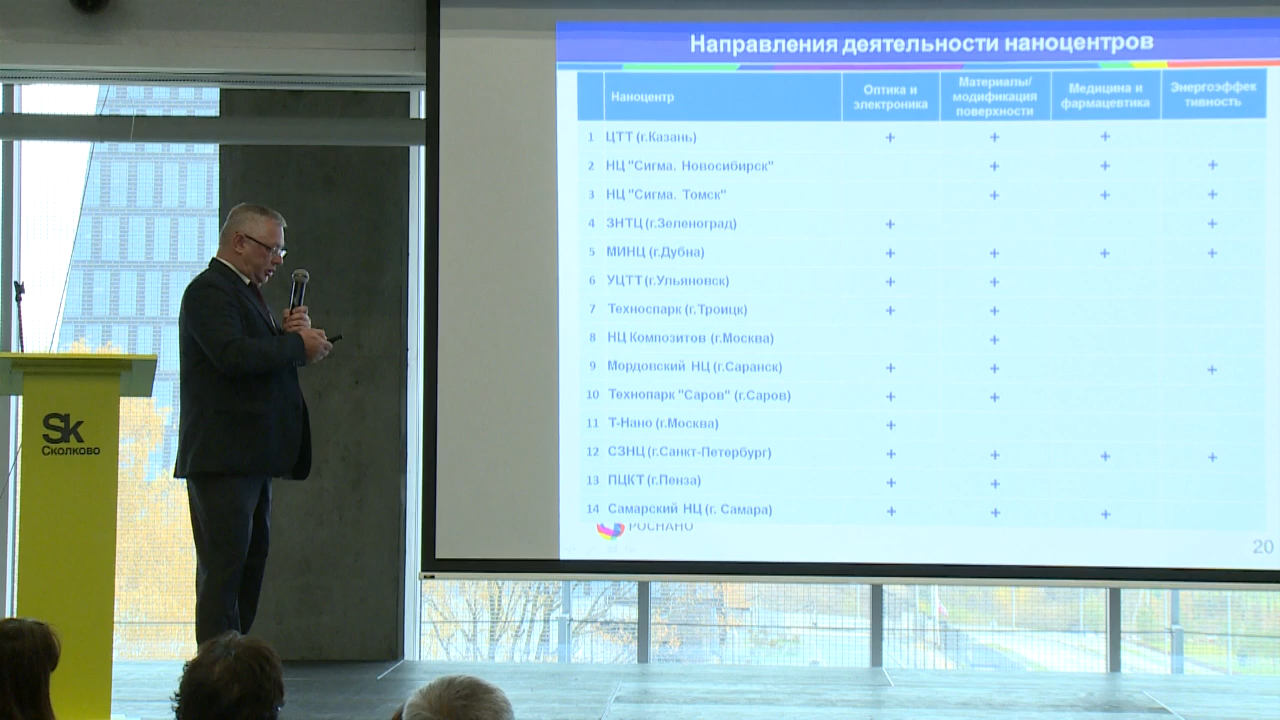 Направления деятельности наноцентров
Наноцентр
Оптика и
электроника
Материалы/
модификация
поверхности
Медицина и
фармацевтика
Энергоэффек
тивность
1 ЦТТ (г.Казань) + + +
2 НЦ "Сигма. Новосибирск" + + +
3 НЦ "Сигма. Томск" + + +
4 ЗНТЦ (г.Зеленоград) + +
5 МИНЦ (г.Дубна) + + + +
6 УЦТТ (г.Ульяновск) + +
7 Техноспарк (г.Троицк) + +
8 НЦ Композитов (г.Москва) +
9 Мордовский НЦ (г.Саранск) + + +
10 Технопарк "Саров" (г.Саров) + +
11 Т-Нано (г.Москва) +
12 СЗНЦ (г.Санкт-Петербург) + + + +
13 ПЦКТ (г.Пенза) + +
14 Самарский НЦ (г. Самара) + + +
РОСНАНО
20
Sk
Сколково